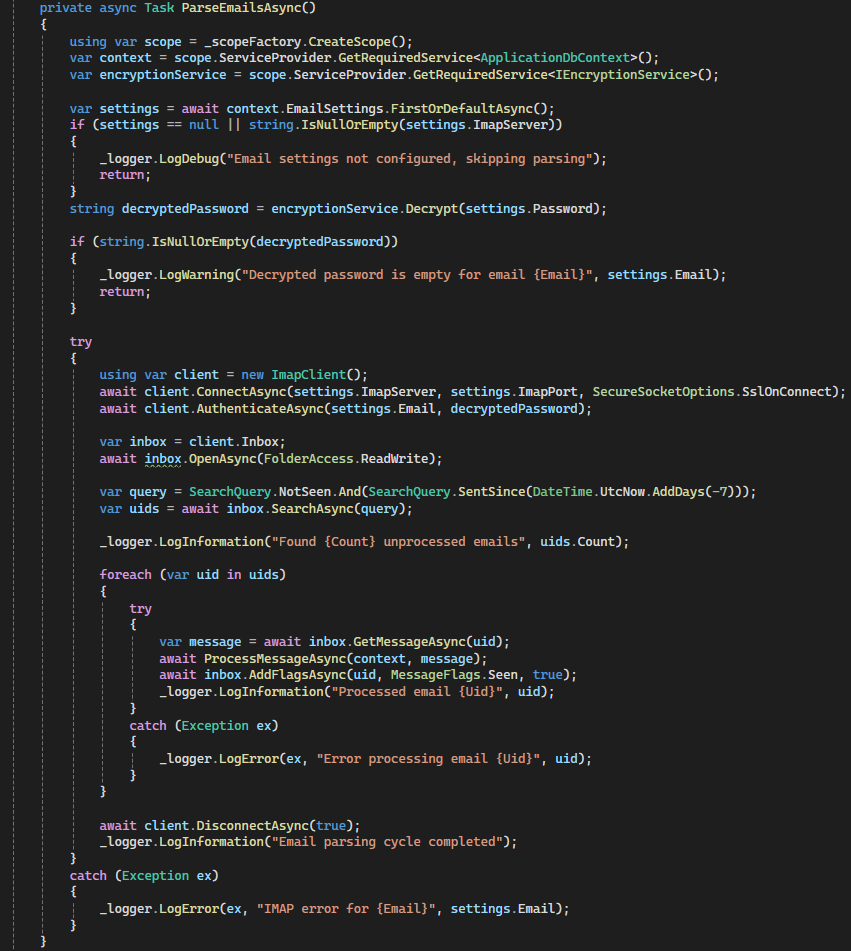 private async Task ParseEmailsAsync()
{
using var scope = _scopeFactory.CreateScope();
var context = scope.ServiceProvider.GetRequiredService<ApplicationDbContext>();
var encryptionService = scope.ServiceProvider.GetRequiredService<IEncryptionService>();
var settings = await context.EmailSettings.FirstOrDefaultAsync();
if (settings == null || string.IsNullOrEmpty(settings.ImapServer))
{
_logger.LogDebug("Email settings not configured, skipping parsing");
return;
}
string decryptedPassword = encryptionService.Decrypt(settings.Password);
if (string.IsNullOrEmpty(decryptedPassword))
{
_logger.LogWarning("Decrypted password is empty for email {Email}", settings.Email);
return;
}
try
{
using var client = new ImapClient();
await client.ConnectAsync(settings.ImapServer, settings.ImapPort, SecureSocketOptions.SslOnConnect);
await client.AuthenticateAsync(settings.Email, decryptedPassword);
var inbox = client.Inbox;
await inbox.OpenAsync(FolderAccess.ReadWrite);
var query = SearchQuery.NotSeen.And(SearchQuery.SentSince(DateTime.UtcNow.AddDays(-7)));
var uids = await inbox.SearchAsync(query);
_logger.LogInformation("Found {Count} unprocessed emails", uids.Count);
foreach (var uid in uids)
{
try
{
var message = await inbox.GetMessageAsync(uid);
await ProcessMessageAsync(context, message);
await inbox.AddFlagsAsync(uid, MessageFlags.Seen, true);
_logger.LogInformation("Processed email {Uid}", uid);
}
catch (Exception ex)
{
_logger.LogError(ex, "Error processing email {Uid}", uid);
}
}
await client.DisconnectAsync(true);
_logger.LogInformation("Email parsing cycle completed");
}
catch (Exception ex)
{
_logger.LogError(ex, "IMAP error for {Email}", settings.Email);
}
}